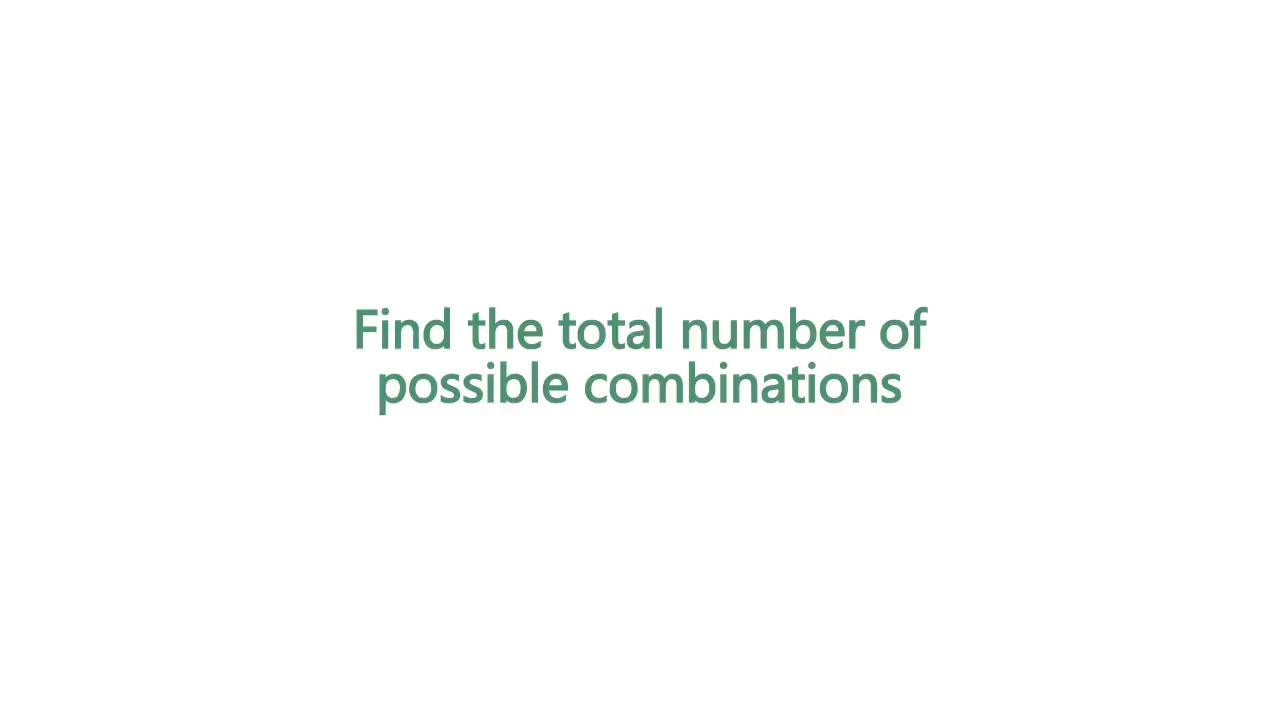 Find the total number of
possible combinations